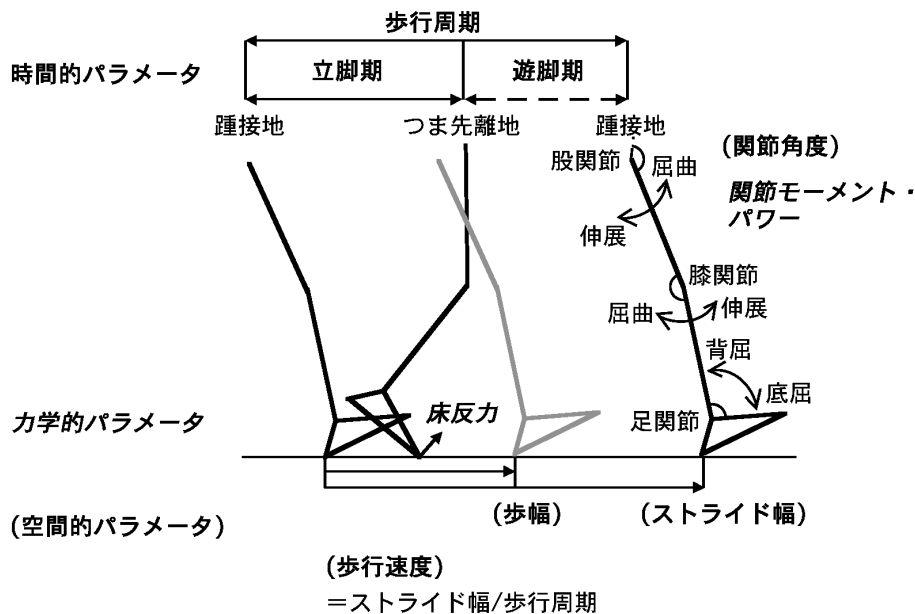 歩行周期
時間的パラメータ
立脚期
遊脚期
踵接地
つま先離地
踵接地
(関節角度)
股関節
屈曲
関節モーメント・
パワー
伸展
膝関節
屈曲
伸展
背屈
底屈
力学的パラメータ
床反力
足関節
(空間的パラメータ)
(歩幅)
(ストライド幅)
(歩行速度)
＝ストライド幅/歩行周期